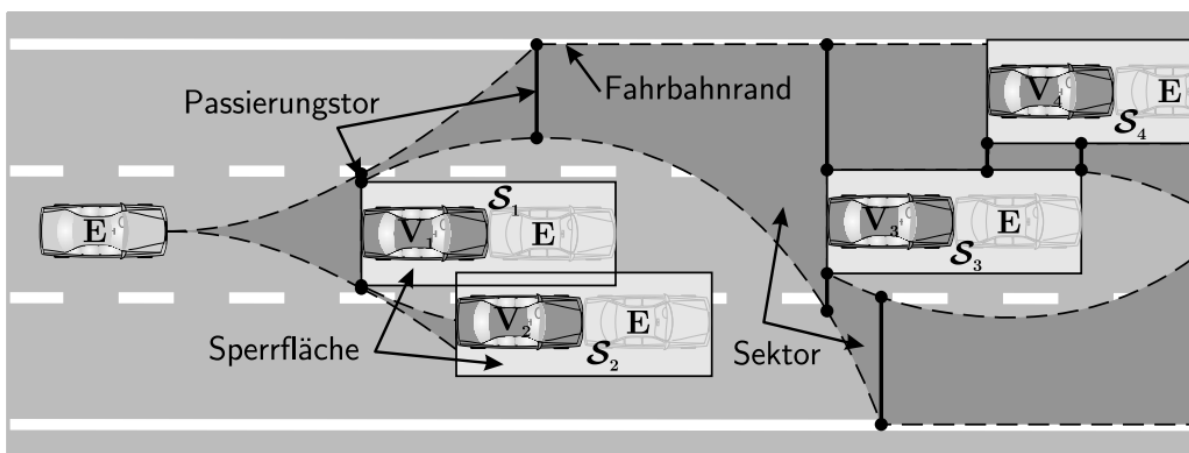 Passierungstor
Fahrbahnrand
V₄ E
𝓢₄
E
𝓢₁
V₁ E
V₃ E
𝓢₃
V₂ E
𝓢₂
Sperrfläche
Sektor